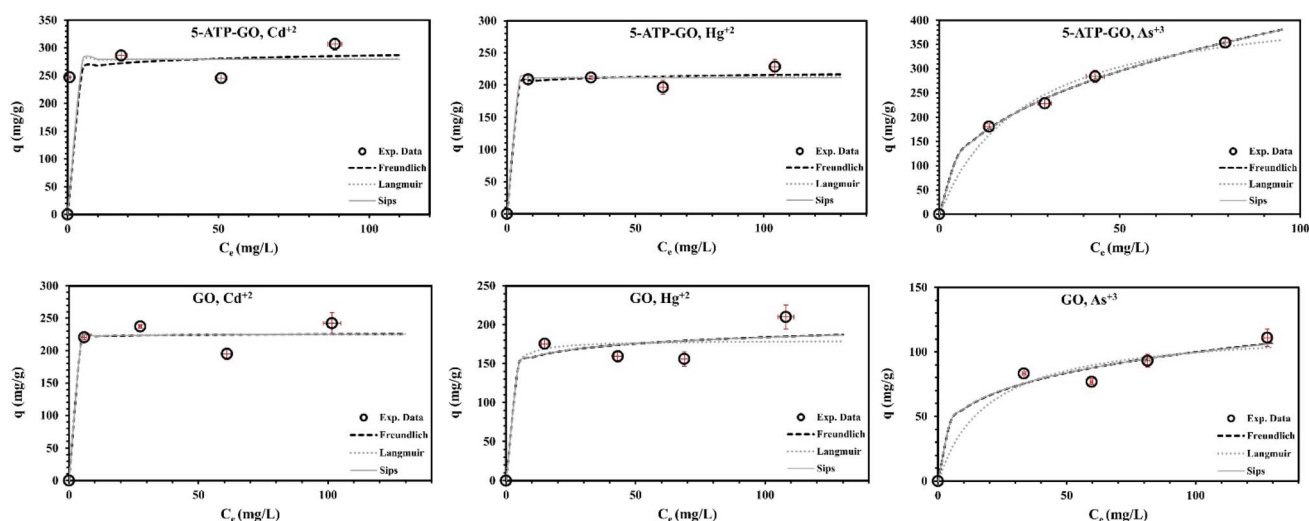 5-ATP-GO, Cd+2
q (mg/g)
400
350
300
250
200
150
100
50
0
0
50
100
Ce (mg/L)
Exp. Data
Freundlich
Langmuir
Sips
5-ATP-GO, Hg+2
q (mg/g)
300
250
200
150
100
50
0
0
50
100
Ce (mg/L)
Exp. Data
Freundlich
Langmuir
Sips
5-ATP-GO, As+3
q (mg/g)
400
350
300
250
200
150
100
50
0
0
50
100
Ce (mg/L)
Exp. Data
Freundlich
Langmuir
Sips
GO, Cd+2
q (mg/g)
300
250
200
150
100
50
0
0
50
100
Ce (mg/L)
Exp. Data
Freundlich
Langmuir
Sips
GO, Hg+2
q (mg/g)
250
200
150
100
50
0
0
50
100
Ce (mg/L)
Exp. Data
Freundlich
Langmuir
Sips
GO, As+3
q (mg/g)
150
100
50
0
0
50
100
Ce (mg/L)
Exp. Data
Freundlich
Langmuir
Sips